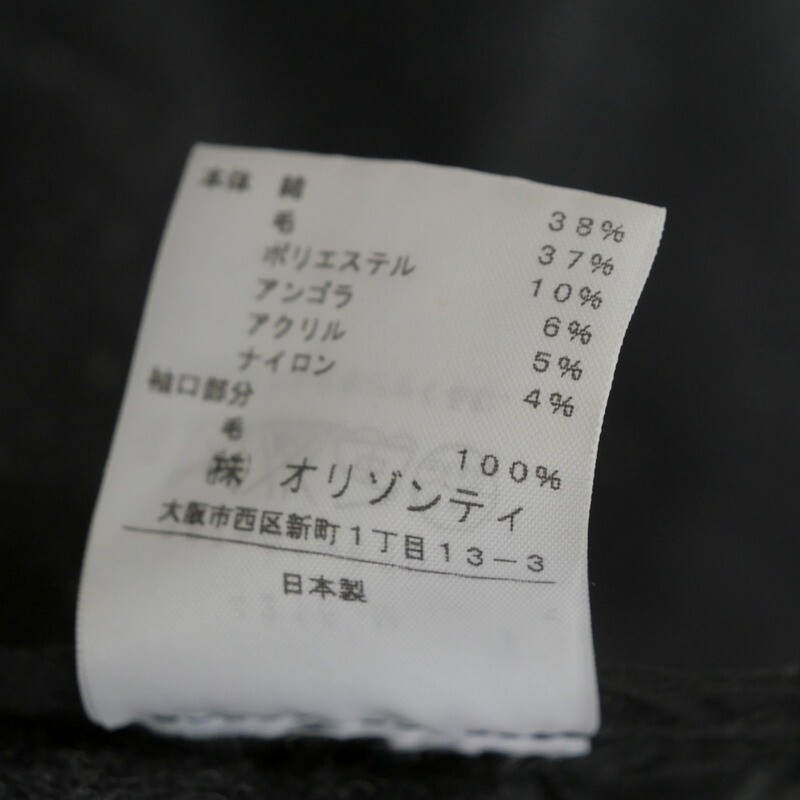 本体 綿 38%
毛 37%
ポリエステル 10%
アンゴラ 6%
アクリル 5%
ナイロン 4%
袖口部分
毛 100%
㈱ オリゾンティ
大阪市西区新町1丁目13-3
日本製